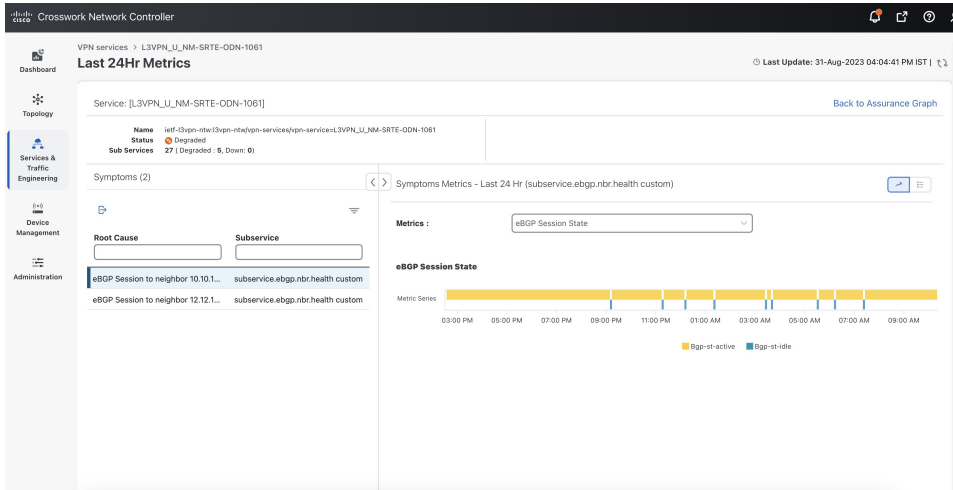 cisco Crosswork Network Controller
VPN services > L3VPN_U_NM-SRTE-ODN-1061
Last 24Hr Metrics
Last Update: 31-Aug-2023 04:04:41 PM IST |
Dashboard
Topology
Services &
Traffic
Engineering
Device
Management
Administration
Service: [L3VPN_U_NM-SRTE-ODN-1061]
Back to Assurance Graph
Name ietf-l3vpn-ntw:l3vpn-ntw/vpn-services/vpn-service=L3VPN_U_NM-SRTE-ODN-1061
Status Degraded
Sub Services 27 ( Degraded : 5, Down: 0)
Symptoms (2)
Root Cause Subservice
eBGP Session to neighbor 10.10.1... subservice.ebgp.nbr.health custom
eBGP Session to neighbor 12.12.1... subservice.ebgp.nbr.health custom
Symptoms Metrics - Last 24 Hr (subservice.ebgp.nbr.health custom)
Metrics : eBGP Session State
eBGP Session State
Metric Series
03:00 PM 05:00 PM 07:00 PM 09:00 PM 11:00 PM 01:00 AM 03:00 AM 05:00 AM 07:00 AM 09:00 AM
Bgp-st-active Bgp-st-idle